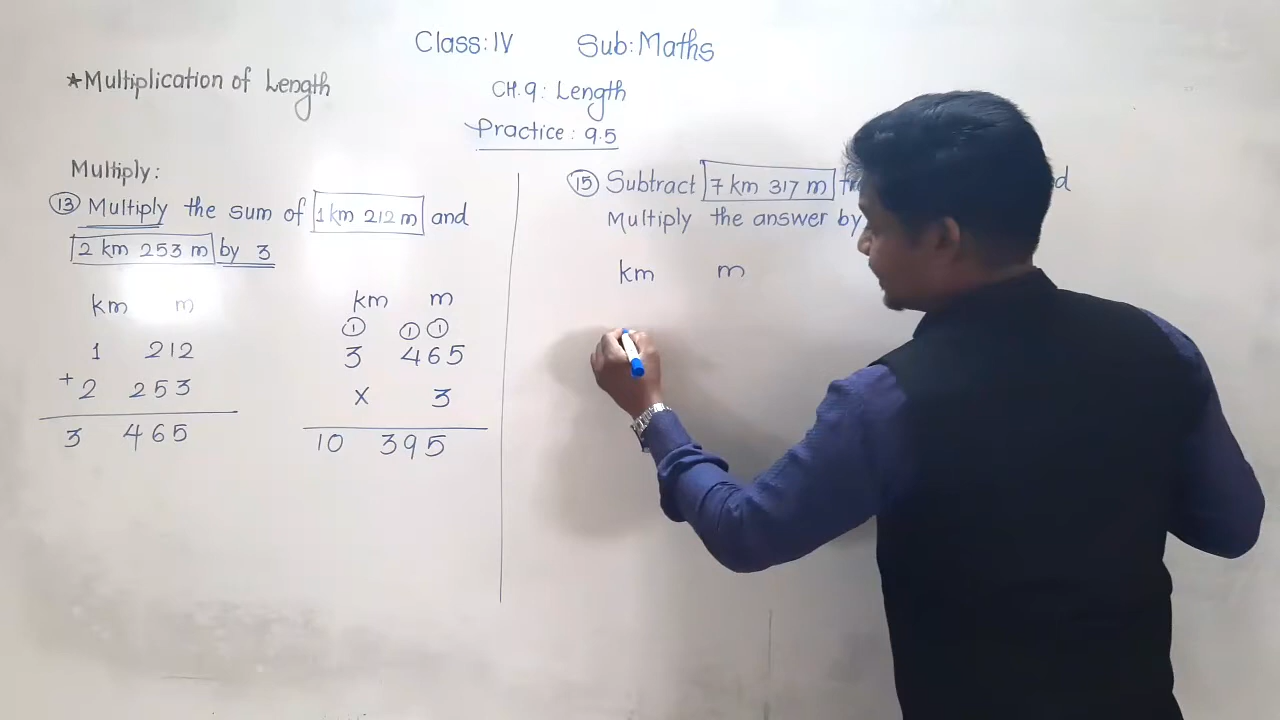 Class: IV Sub: Maths
*Multiplication of Length
CH.9: Length
Practice: 9.5
Multiply:
13 Multiply the sum of 1 km 212 m and
2 km 253 m by 3
km m
1 212
+ 2 253
3 465
km m
1 1 1
3 465
x 3
10 395
15 Subtract 7 km 317 m
Multiply the answer by
km m